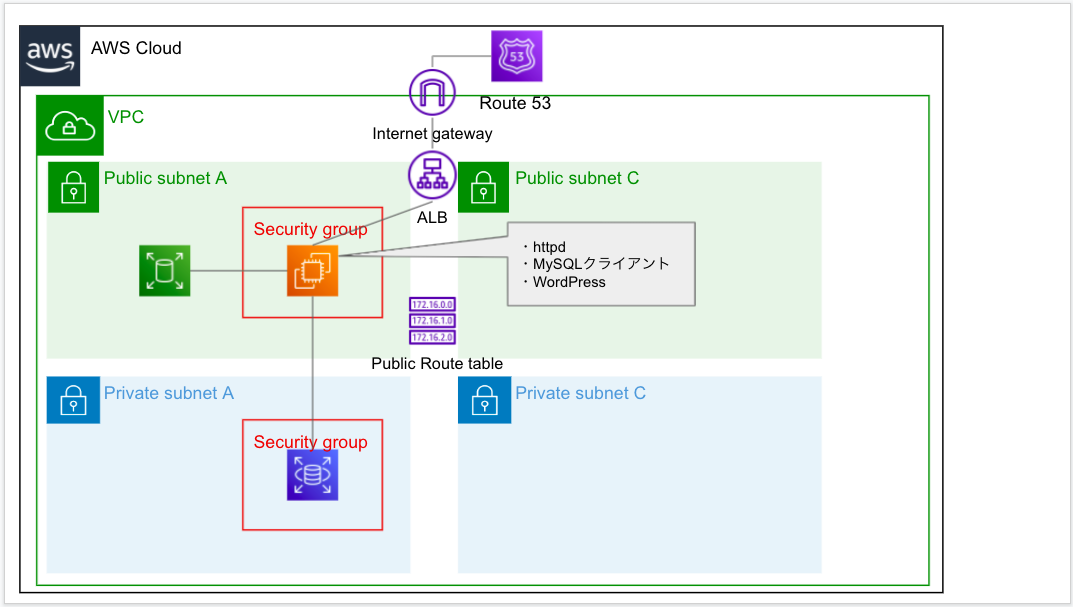 aws
AWS Cloud
53
Route 53
VPC
Internet gateway
Public subnet A
Public subnet C
ALB
Security group
・httpd
・MySQLクライアント
・WordPress
172.16.0.0
172.16.1.0
172.16.2.0
Public Route table
Private subnet A
Private subnet C
Security group